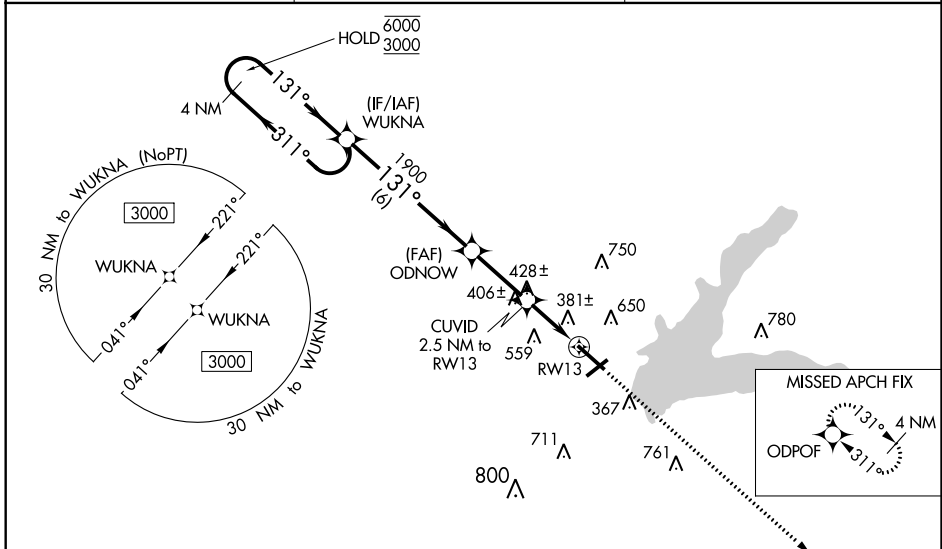 HOLD 6000
3000
131°
4 NM
311°
(IF/IAF)
WUKNA
1900
131°
(6)
30 NM to WUKNA (NoPT)
3000
221°
WUKNA
041°
221°
WUKNA
041°
3000
30 NM to WUKNA
(FAF)
ODNOW
750
428±
406±
381±
650
CUVID
2.5 NM to
RW13
559
780
RW13
367
711
761
800
MISSED APCH FIX
131°
4 NM
ODPOF
311°